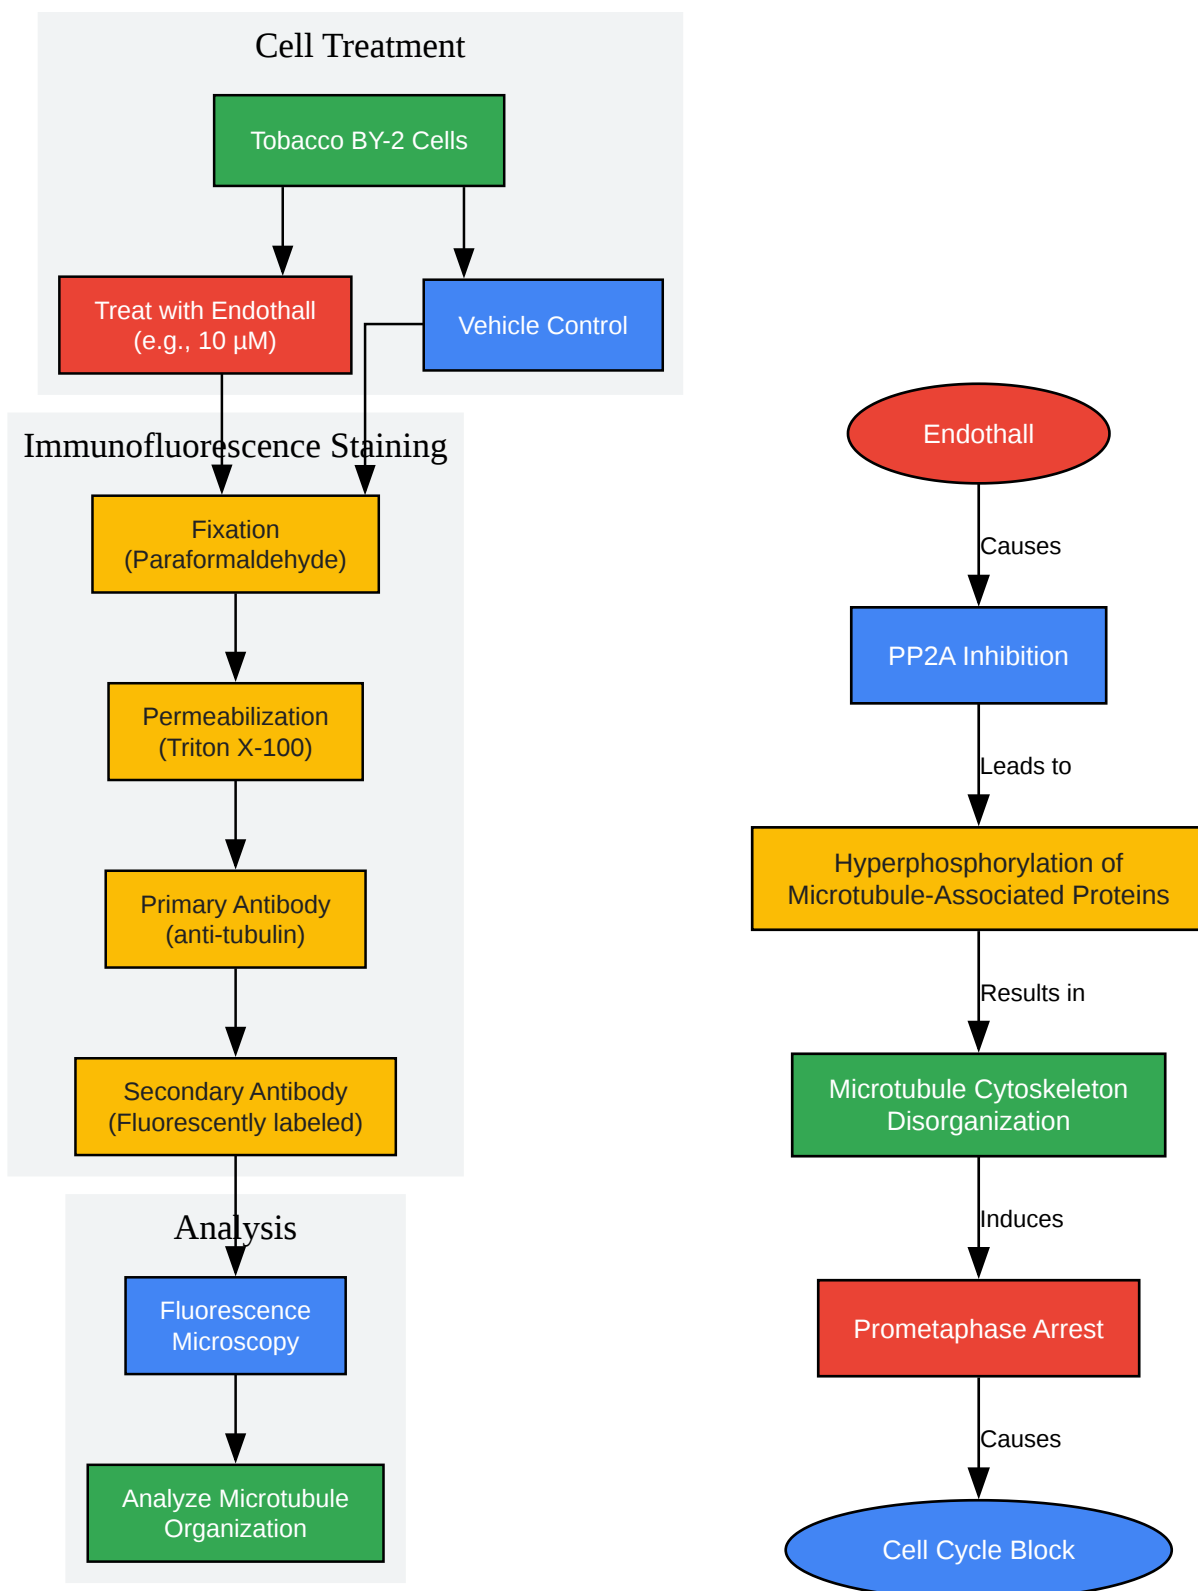 Cell Treatment
Tobacco BY-2 Cells
Treat with Endothall
(e.g., 10 µM)
Vehicle Control
Immunofluorescence Staining
Fixation
(Paraformaldehyde)
Permeabilization
(Triton X-100)
Primary Antibody
(anti-tubulin)
Secondary Antibody
(Fluorescently labeled)
Analysis
Fluorescence
Microscopy
Analyze Microtubule
Organization
Endothall
Causes
PP2A Inhibition
Leads to
Hyperphosphorylation of
Microtubule-Associated Proteins
Results in
Microtubule Cytoskeleton
Disorganization
Induces
Prometaphase Arrest
Causes
Cell Cycle Block